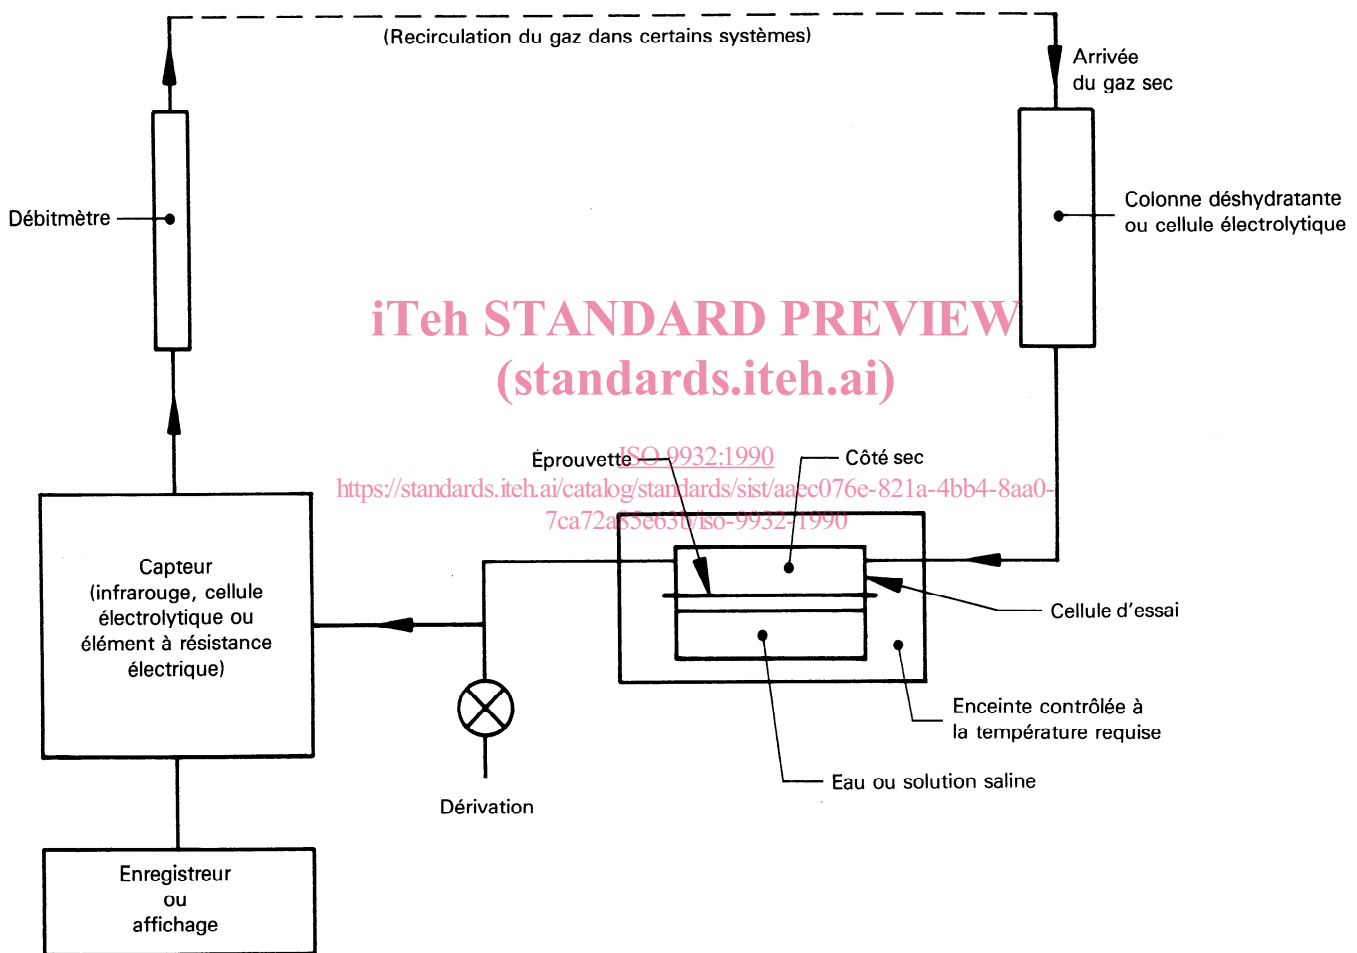 (Recirculation du gaz dans certains systèmes)
Arrivée
du gaz sec
Débitmètre
Colonne déshydratante
ou cellule électrolytique
iTeh STANDARD PREVIEW
(standards.iteh.ai)
Éprouvette
ISO 9932:1990
Côté sec
https://standards.iteh.ai/catalog/standards/sist/aaec076e-821a-4bb4-8aa0-
7ca72a85e63b/iso-9932-1990
Capteur
(infrarouge, cellule
électrolytique ou
élément à résistance
électrique)
Cellule d'essai
Enceinte contrôlée à
la température requise
Eau ou solution saline
Dérivation
Enregistreur
ou
affichage